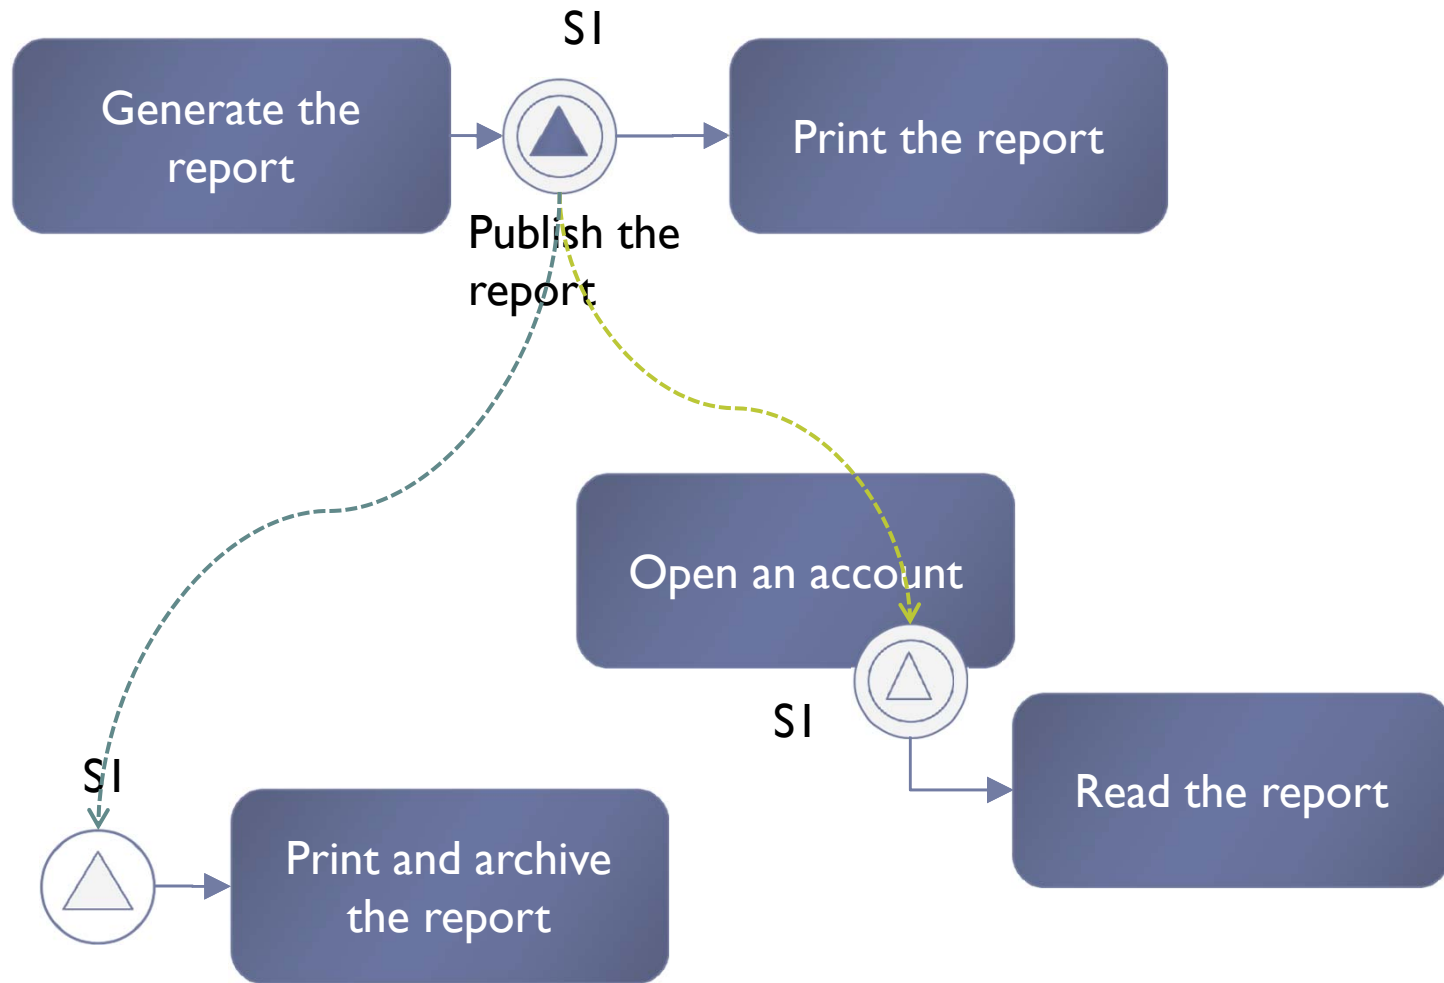 S1
Generate the
report
Print the report
Publish the
report
Open an account
S1
Read the report
S1
Print and archive
the report